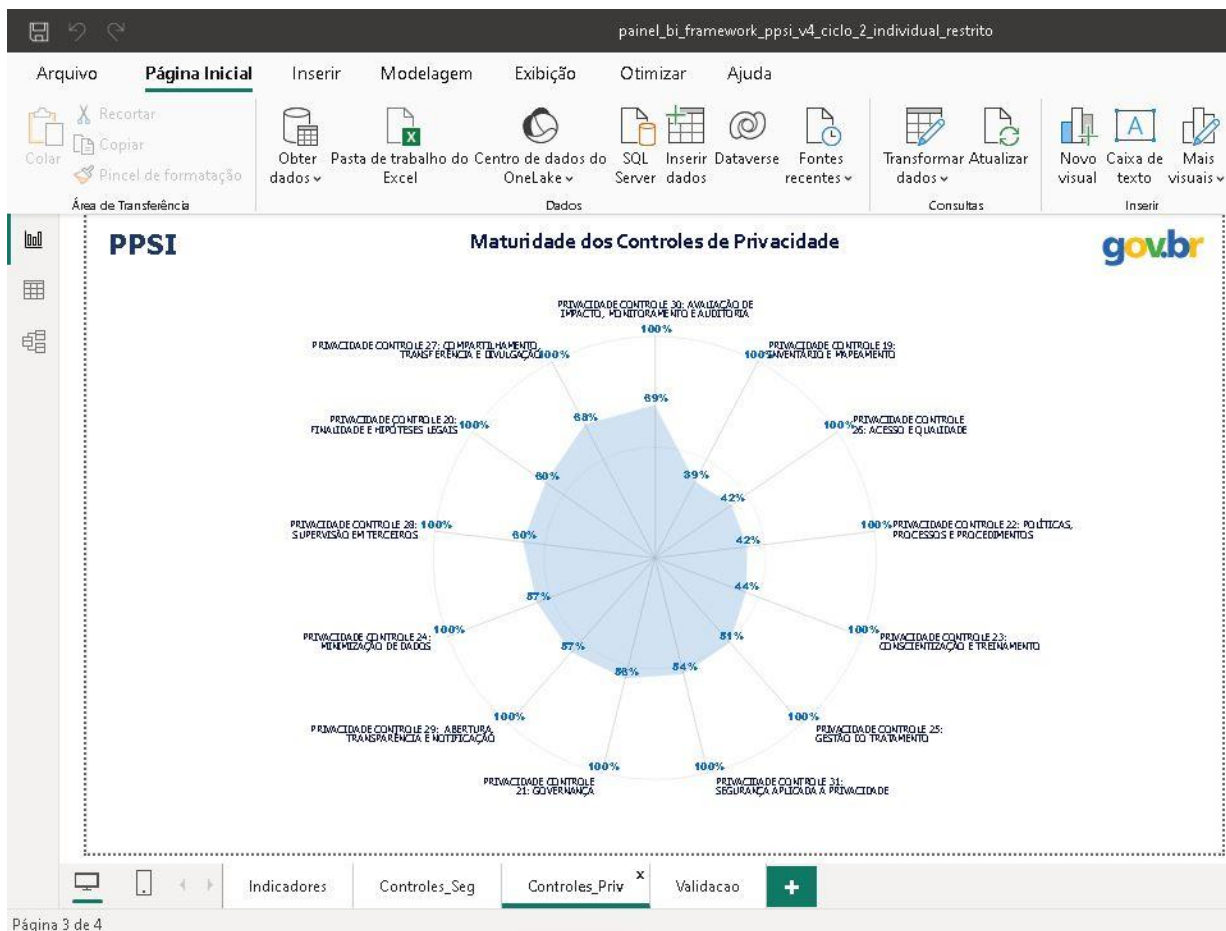 painel_bi_framework_ppsi_v4_ciclo_2_individual_restrito
Arquivo Página Inicial Inserir Modelagem Exibição Otimizar Ajuda
Colar
Recortar
Copiar
Pincel de formatação
Área de Transferência
Obter dados
Pasta de trabalho do Excel
Centro de dados do OneLake
SQL Server
Inserir dados
Dataverse
Fontes recentes
Dados
Transformar dados
Atualizar
Consultas
Novo visual
Caixa de texto
Mais visuais
Inserir
PPSI
Maturidade dos Controles de Privacidade
gov.br
PRIVACIDADE CONTROLE 30: AVALIAÇÃO DE
IMPACTO, MONITORAMENTO E AUDITORIA
100%
69%
PRIVACIDADE CONTROLE 19:
INVENTÁRIO E MAPEAMENTO
100%
39%
PRIVACIDADE CONTROLE
26: ACESSO E QUALIDADE
100%
42%
PRIVACIDADE CONTROLE 22: POLÍTICAS,
PROCESSOS E PROCEDIMENTOS
100%
42%
PRIVACIDADE CONTROLE 23:
CONSCIENTIZAÇÃO E TREINAMENTO
100%
44%
PRIVACIDADE CONTROLE 25:
GESTÃO DO TRATAMENTO
100%
51%
PRIVACIDADE CONTROLE 31:
SEGURANÇA APLICADA A PRIVACIDADE
100%
54%
PRIVACIDADE CONTROLE
21: GOVERNANÇA
100%
56%
PRIVACIDADE CONTROLE 29: ABERTURA,
TRANSPARÊNCIA E NOTIFICAÇÃO
100%
57%
PRIVACIDADE CONTROLE 24:
MINIMIZAÇÃO DE DADOS
100%
57%
PRIVACIDADE CONTROLE 28:
SUPERVISÃO EM TERCEIROS
100%
60%
PRIVACIDADE CONTROLE 20:
FINALIDADE E HIPÓTESES LEGAIS
100%
60%
PRIVACIDADE CONTROLE 27: COMPARTILHAMENTO,
TRANSFERÊNCIA E DIVULGAÇÃO
100%
68%
Indicadores Controles_Seg Controles_Priv x Validacao +
Página 3 de 4